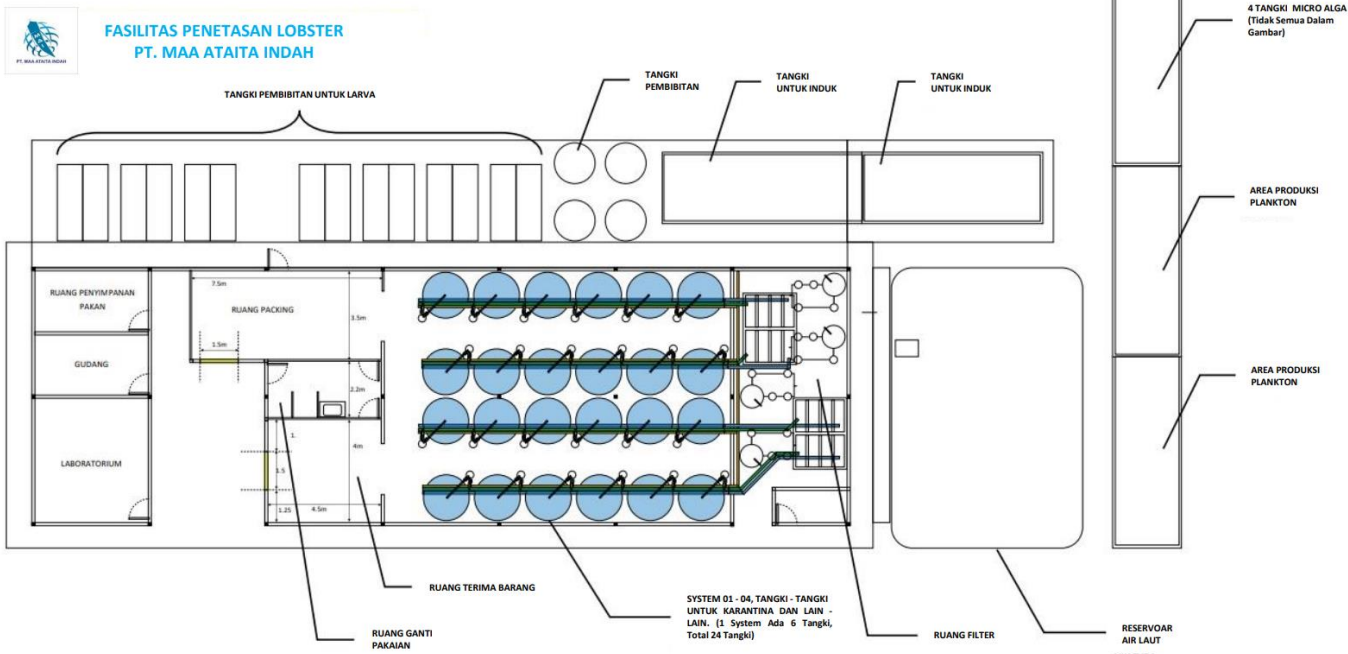 FASILITAS PENETASAN LOBSTER
PT. MAA ATAITA INDAH
PT. MAA ATAITA INDAH
4 TANGKI MICRO ALGA
(Tidak Semua Dalam
Gambar)
TANGKI PEMBIBITAN UNTUK LARVA
TANGKI
PEMBIBITAN
TANGKI
UNTUK INDUK
TANGKI
UNTUK INDUK
AREA PRODUKSI
PLANKTON
RUANG PENYIMPANAN
PAKAN
7.5m
RUANG PACKING
3.5m
1.5m
GUDANG
2.2m
AREA PRODUKSI
PLANKTON
LABORATORIUM
1.
4m
1.5
1.25
4.5m
RUANG TERIMA BARANG
RUANG GANTI
PAKAIAN
SYSTEM 01 - 04, TANGKI - TANGKI
UNTUK KARANTINA DAN LAIN -
LAIN. (1 System Ada 6 Tangki,
Total 24 Tangki)
RUANG FILTER
RESERVOAR
AIR LAUT